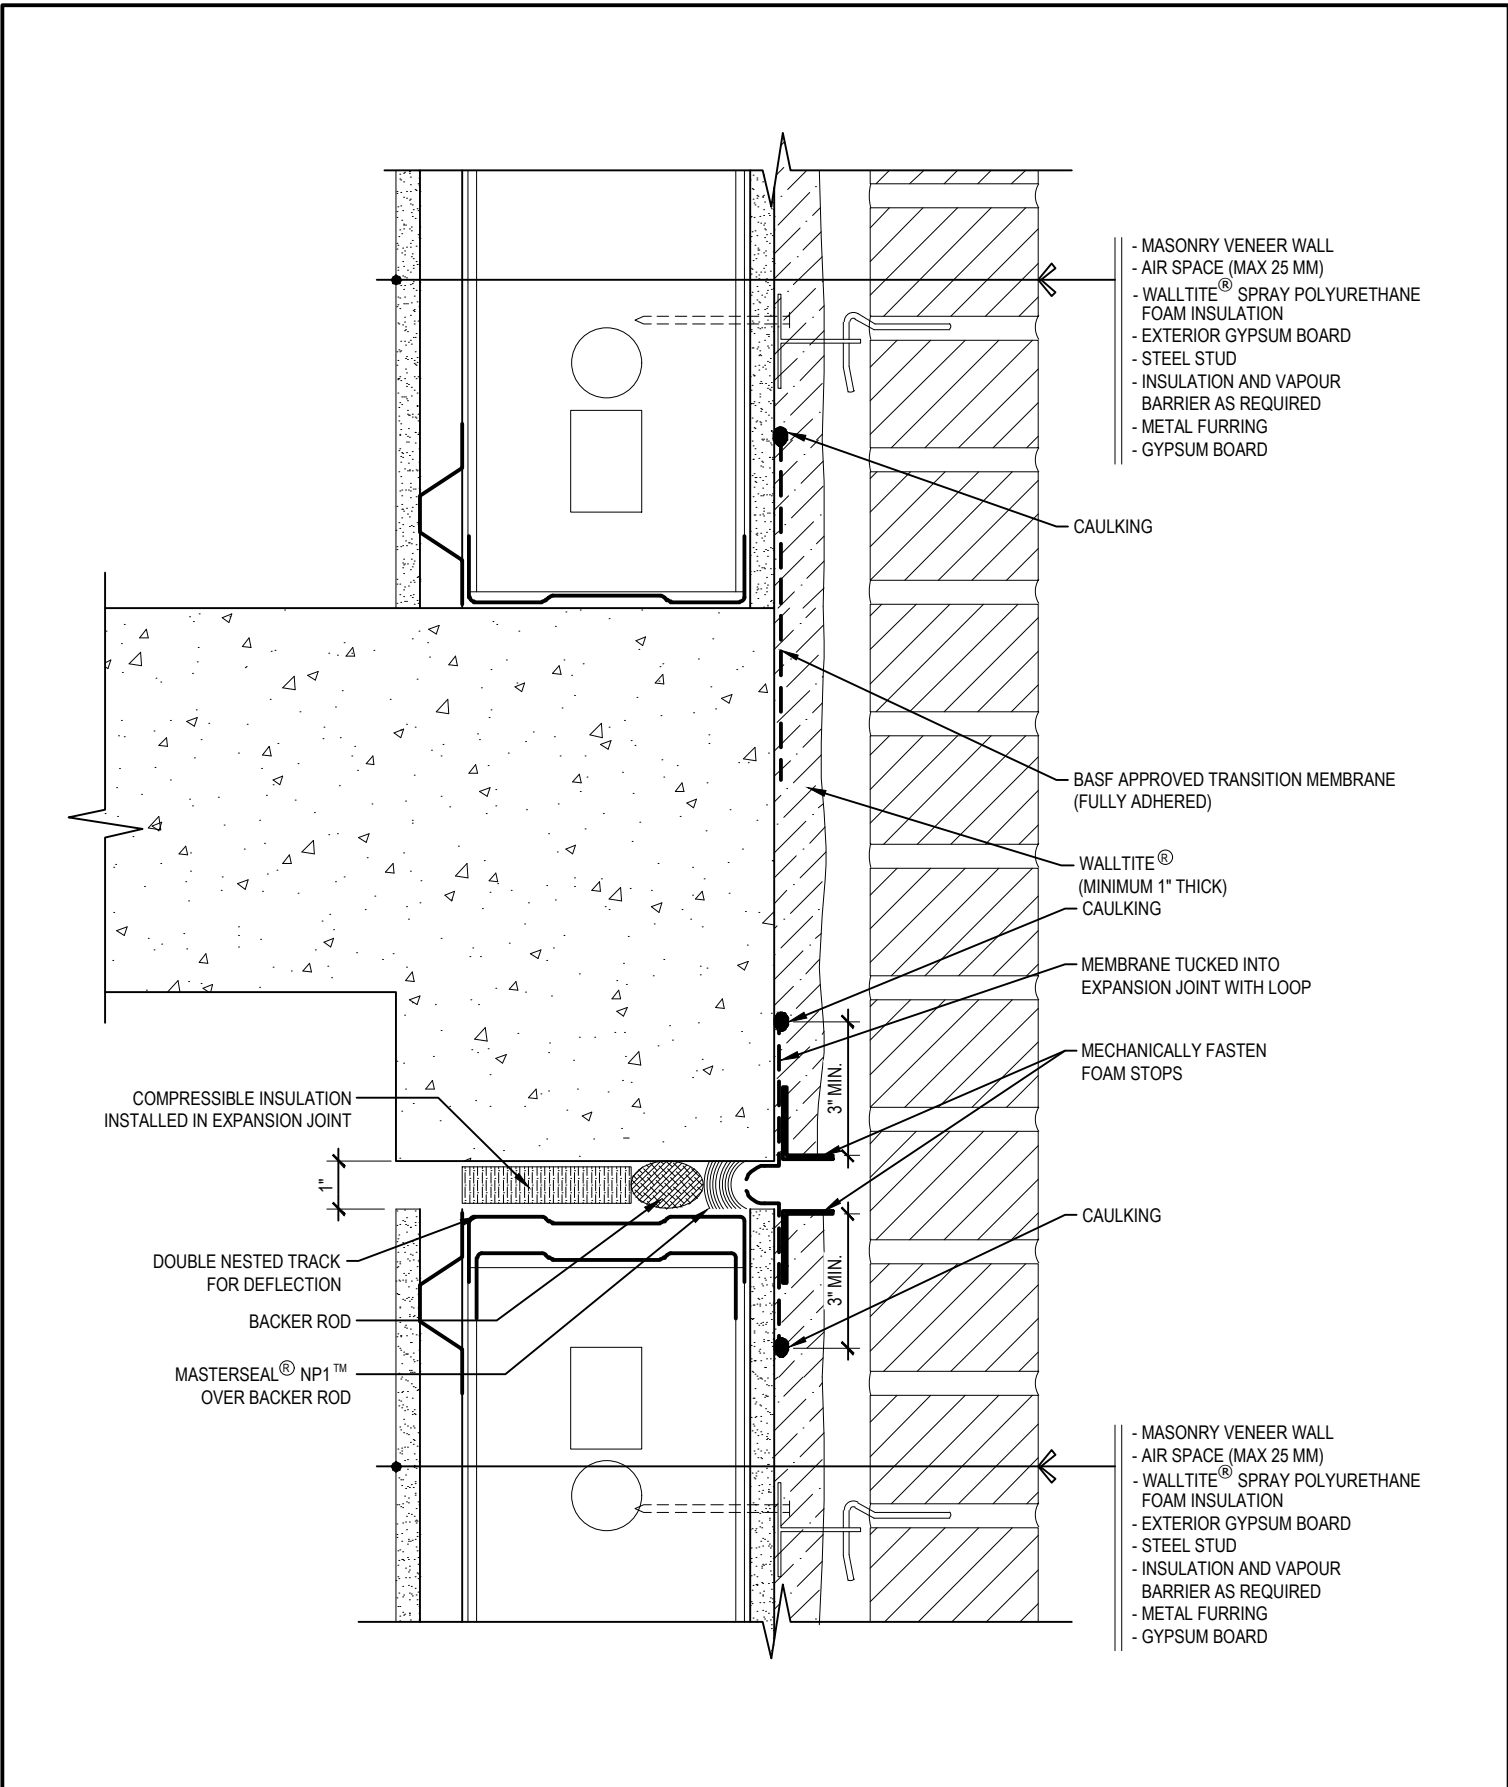 - MASONRY VENEER WALL
- AIR SPACE (MAX 25 MM)
- WALLTITE® SPRAY POLYURETHANE
FOAM INSULATION
- EXTERIOR GYPSUM BOARD
- STEEL STUD
- INSULATION AND VAPOUR
BARRIER AS REQUIRED
- METAL FURRING
- GYPSUM BOARD
CAULKING
BASF APPROVED TRANSITION MEMBRANE
(FULLY ADHERED)
WALLTITE®
(MINIMUM 1" THICK)
CAULKING
MEMBRANE TUCKED INTO
EXPANSION JOINT WITH LOOP
MECHANICALLY FASTEN
FOAM STOPS
3" MIN.
COMPRESSIBLE INSULATION
INSTALLED IN EXPANSION JOINT
1"
CAULKING
3" MIN.
DOUBLE NESTED TRACK
FOR DEFLECTION
BACKER ROD
MASTERSEAL® NP1™
OVER BACKER ROD
- MASONRY VENEER WALL
- AIR SPACE (MAX 25 MM)
- WALLTITE® SPRAY POLYURETHANE
FOAM INSULATION
- EXTERIOR GYPSUM BOARD
- STEEL STUD
- INSULATION AND VAPOUR
BARRIER AS REQUIRED
- METAL FURRING
- GYPSUM BOARD